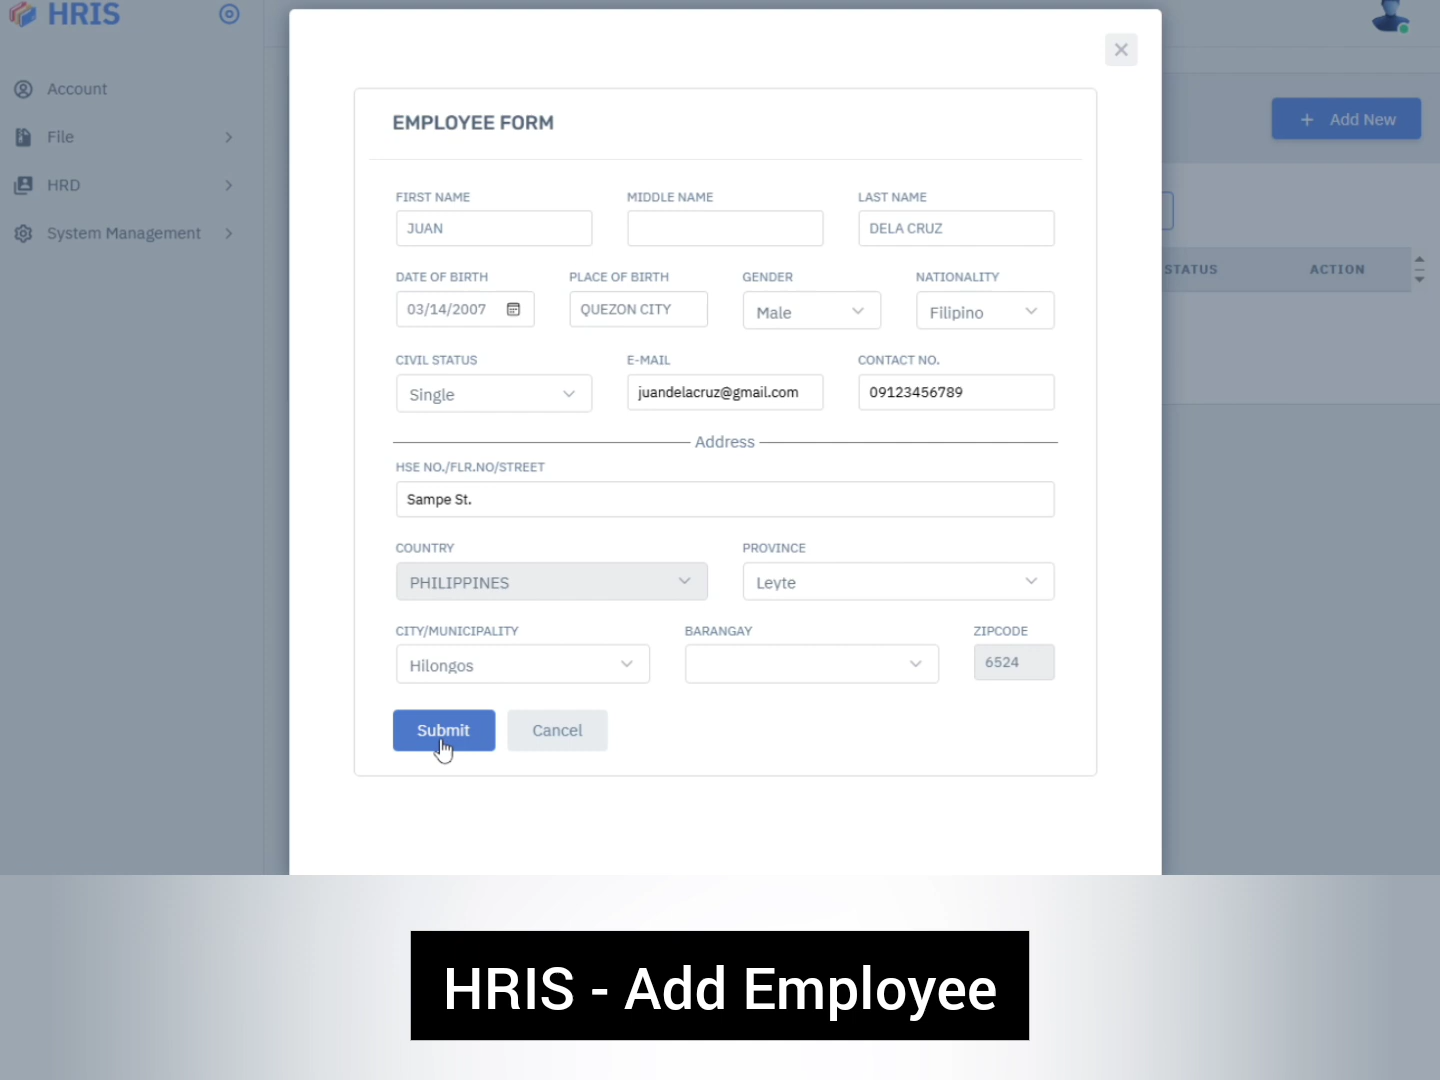 HRIS
Account
File
HRD
System Management
Add New
STATUS
ACTION
EMPLOYEE FORM
FIRST NAME
MIDDLE NAME
LAST NAME
JUAN
DELA CRUZ
DATE OF BIRTH
PLACE OF BIRTH
GENDER
NATIONALITY
03/14/2007
QUEZON CITY
Male
Filipino
CIVIL STATUS
E-MAIL
CONTACT NO.
Single
juandelacruz@gmail.com
09123456789
Address
HSE NO./FLR.NO/STREET
Sampe St.
COUNTRY
PROVINCE
PHILIPPINES
Leyte
CITY/MUNICIPALITY
BARANGAY
ZIPCODE
Hilongos
6524
Submit
Cancel
HRIS - Add Employee